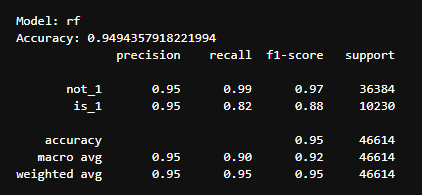 Model: rf
Accuracy: 0.9494357918221994
precision recall f1-score support
not_1 0.95 0.99 0.97 36384
is_1 0.95 0.82 0.88 10230
accuracy 0.95 46614
macro avg 0.95 0.90 0.92 46614
weighted avg 0.95 0.95 0.95 46614